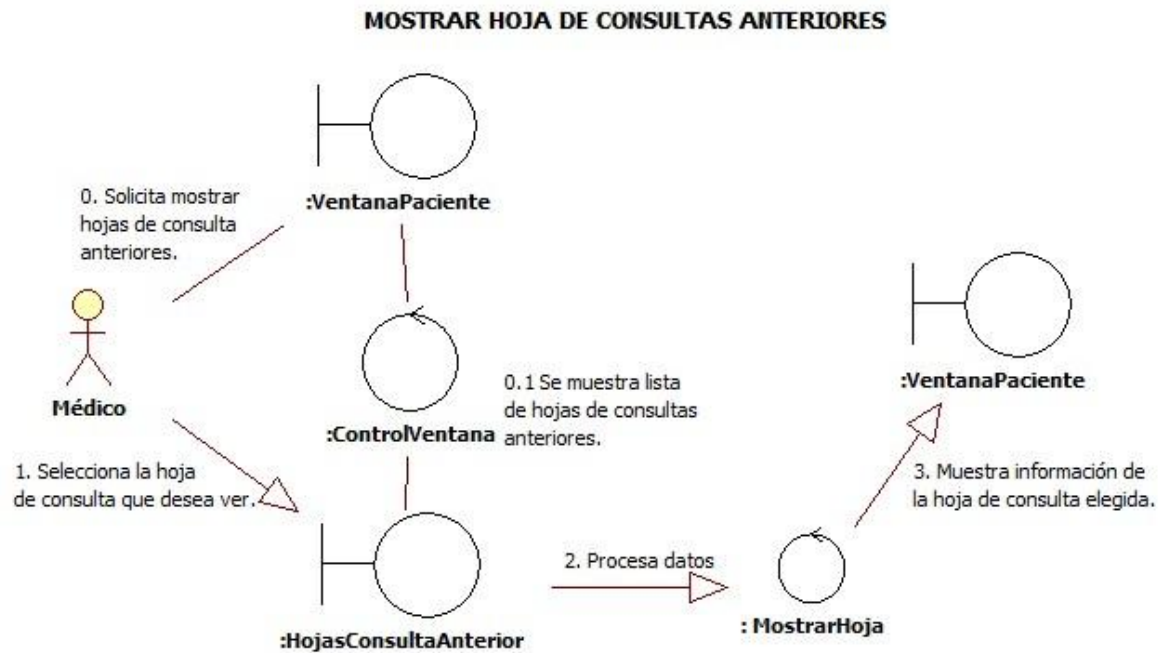 MOSTRAR HOJA DE CONSULTAS ANTERIORES
0. Solicita mostrar
hojas de consulta
anteriores.
:VentanaPaciente
Médico
:ControlVentana
0.1 Se muestra lista
de hojas de consultas
anteriores.
:VentanaPaciente
1. Selecciona la hoja
de consulta que desea ver.
3. Muestra información de
la hoja de consulta elegida.
2. Procesa datos
:HojasConsultaAnterior
: MostrarHoja